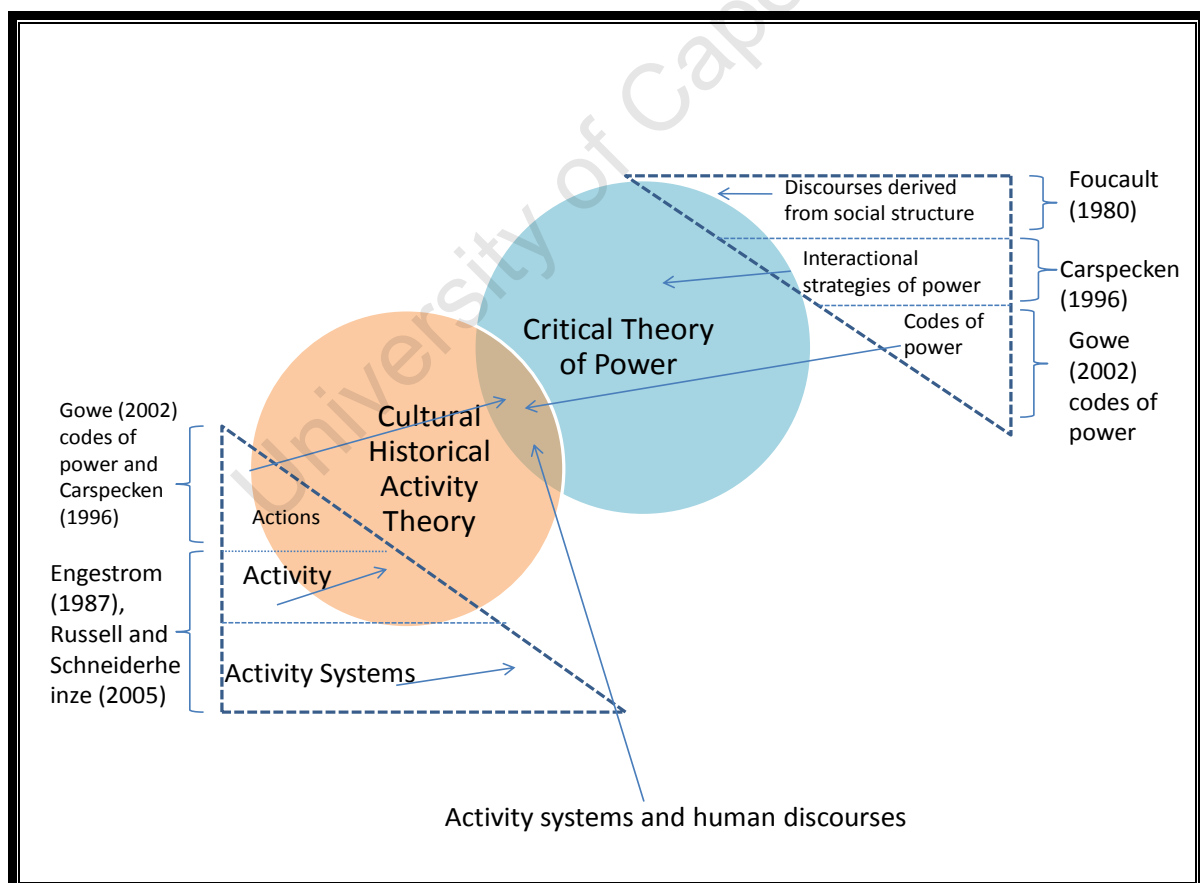 University of Cape
Discourses derived
from social structure
Foucault
(1980)
Interactional
strategies of power
Carspecken
(1996)
Critical Theory
of Power
Codes of
power
Gowe
(2002)
codes of
power
Gowe (2002)
codes of
power and
Carspecken
(1996)
Cultural
Historical
Activity
Theory
Actions
Engestrom
(1987),
Russell and
Schneiderhe
inze (2005)
Activity
Activity Systems
Activity systems and human discourses